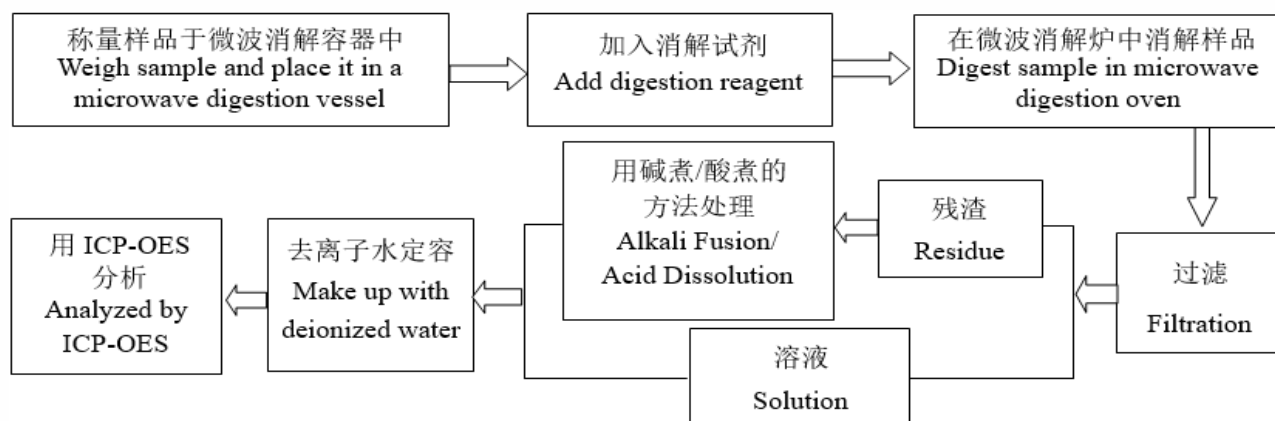 称量样品于微波消解容器中
Weigh sample and place it in a
microwave digestion vessel
加入消解试剂
Add digestion reagent
在微波消解炉中消解样品
Digest sample in microwave
digestion oven
过滤
Filtration
残渣
Residue
用碱煮/酸煮的
方法处理
Alkali Fusion/
Acid Dissolution
溶液
Solution
去离子水定容
Make up with
deionized water
用 ICP-OES
分析
Analyzed by
ICP-OES